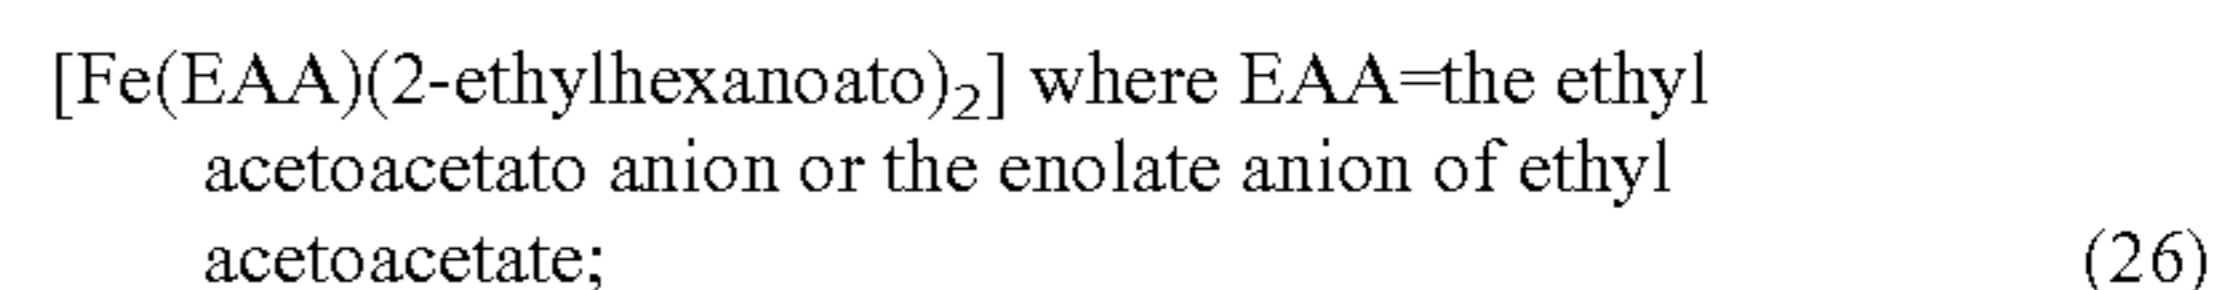 [Fe(EAA)(2-ethylhexanoato)₂] where EAA=the ethyl
acetoacetato anion or the enolate anion of ethyl
acetoacetate; (26)